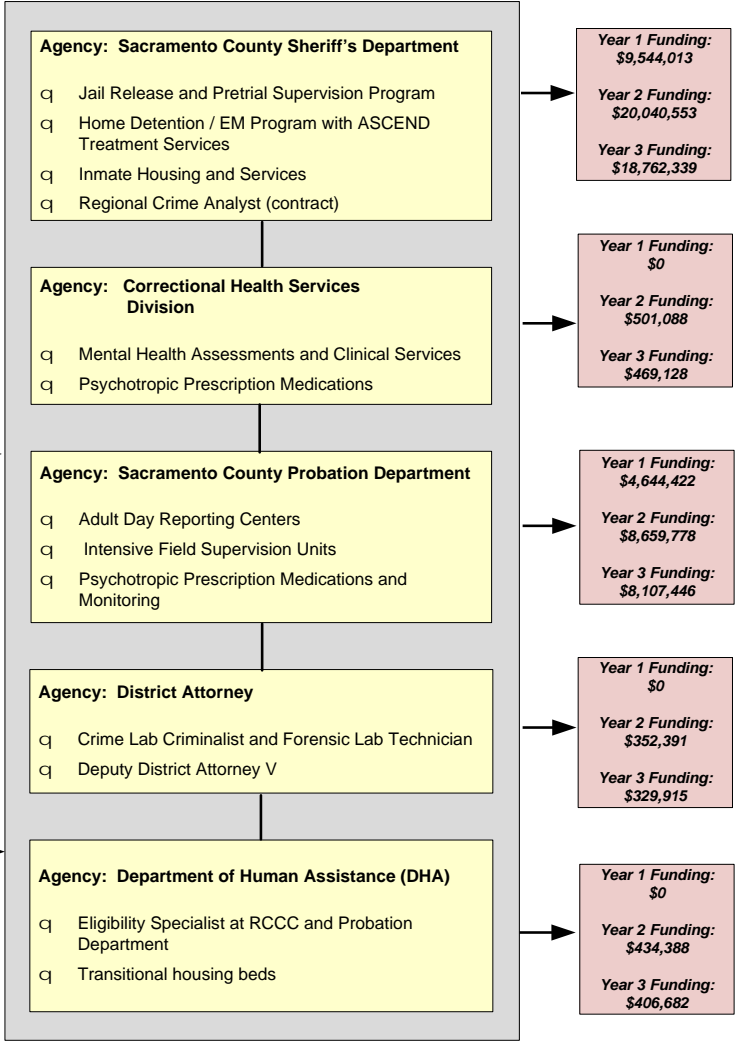 Agency: Sacramento County Sheriff's Department
q Jail Release and Pretrial Supervision Program
q Home Detention / EM Program with ASCEND
Treatment Services
q Inmate Housing and Services
q Regional Crime Analyst (contract)
Year 1 Funding:
$9,544,013
Year 2 Funding:
$20,040,553
Year 3 Funding:
$18,762,339
Agency: Correctional Health Services
Division
q Mental Health Assessments and Clinical Services
q Psychotropic Prescription Medications
Year 1 Funding:
$0
Year 2 Funding:
$501,088
Year 3 Funding:
$469,128
Agency: Sacramento County Probation Department
q Adult Day Reporting Centers
q Intensive Field Supervision Units
q Psychotropic Prescription Medications and
Monitoring
Year 1 Funding:
$4,644,422
Year 2 Funding:
$8,659,778
Year 3 Funding:
$8,107,446
Agency: District Attorney
q Crime Lab Criminalist and Forensic Lab Technician
q Deputy District Attorney V
Year 1 Funding:
$0
Year 2 Funding:
$352,391
Year 3 Funding:
$329,915
Agency: Department of Human Assistance (DHA)
q Eligibility Specialist at RCCC and Probation
Department
q Transitional housing beds
Year 1 Funding:
$0
Year 2 Funding:
$434,388
Year 3 Funding:
$406,682